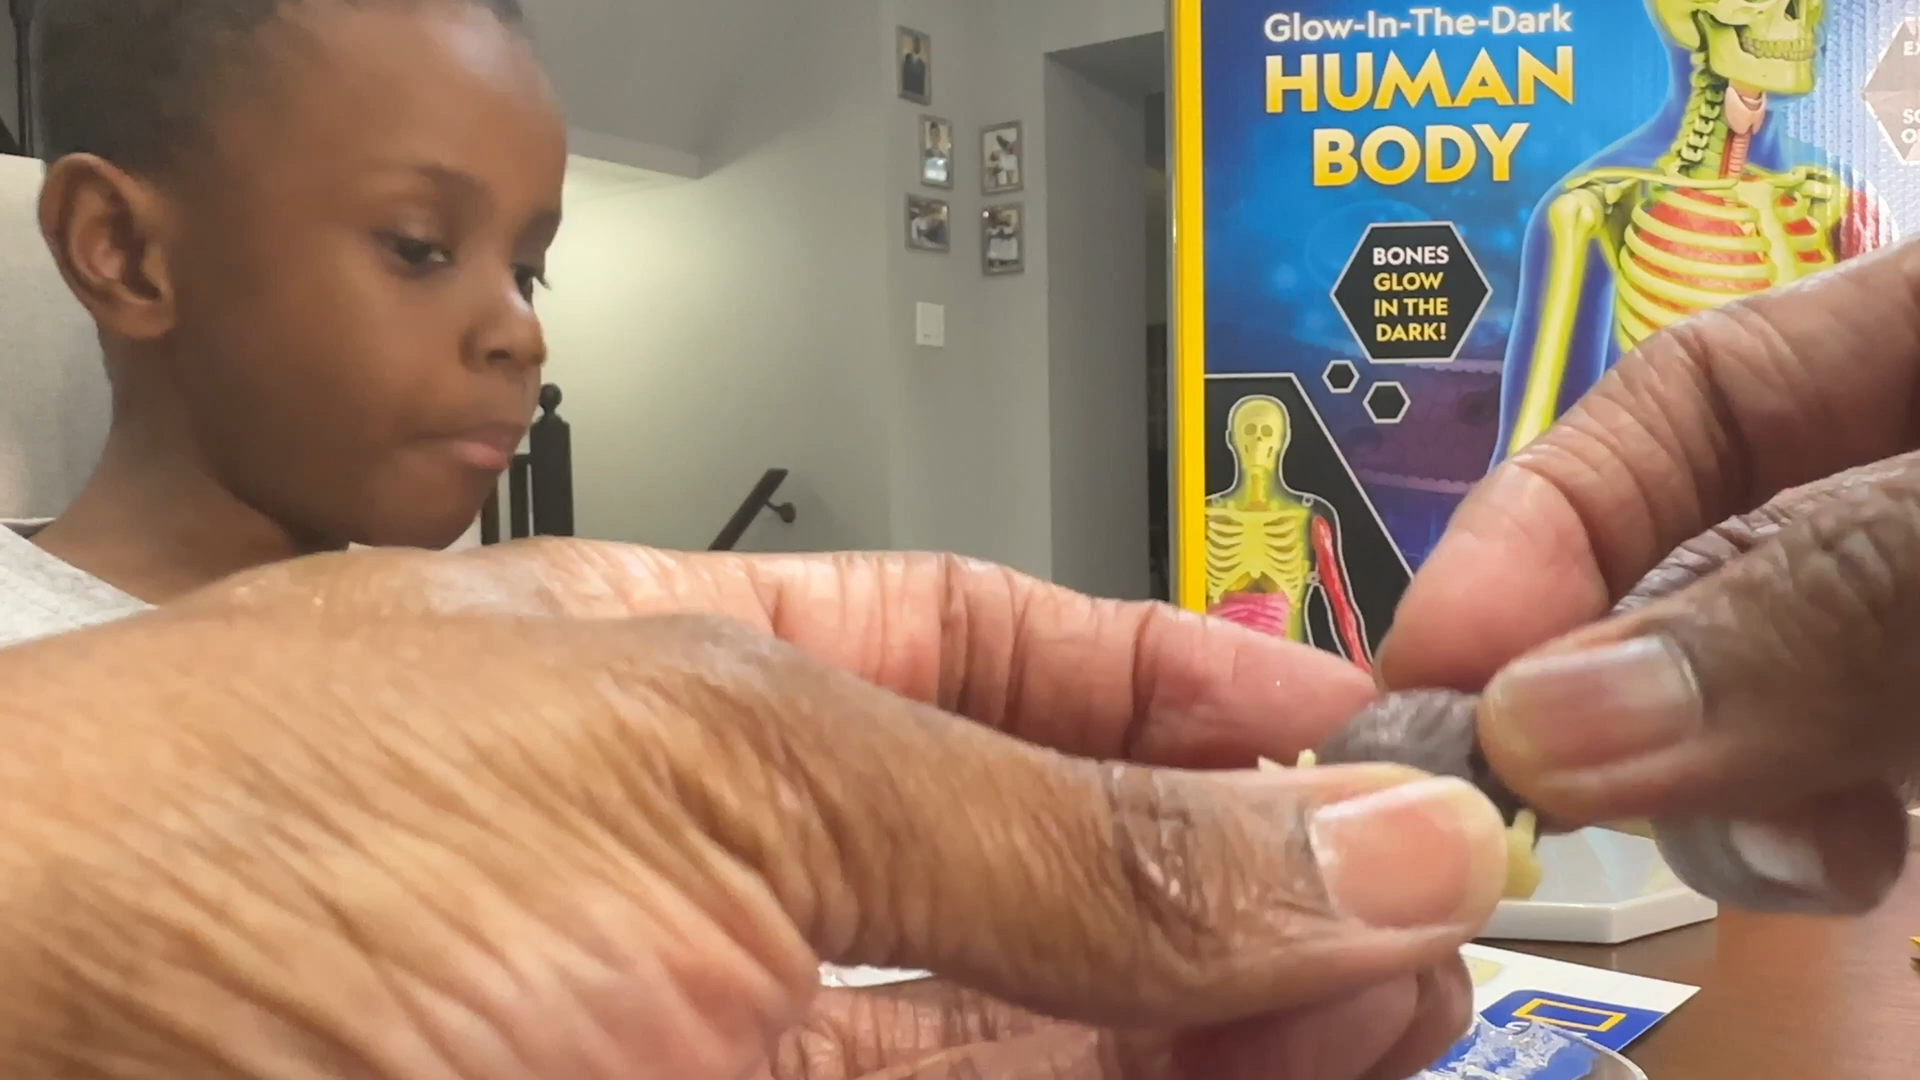 Glow-In-The-Dark
HUMAN
BODY
BONES
GLOW
IN THE
DARK!